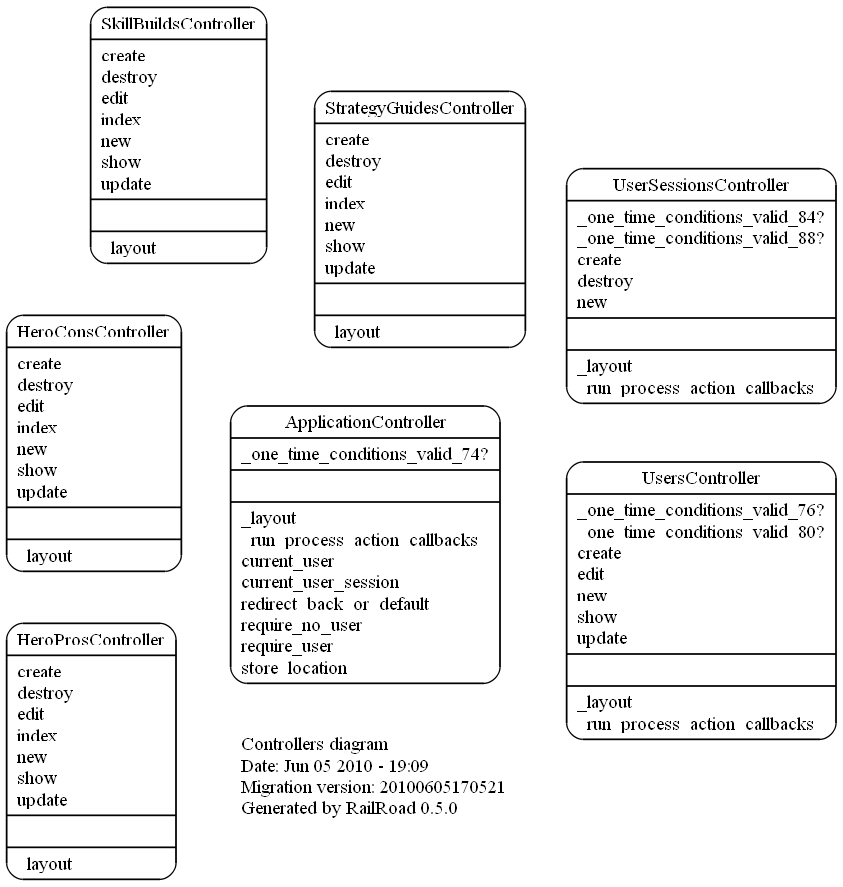 SkillBuildsController
create
destroy
edit
index
new
show
update
_layout
StrategyGuidesController
create
destroy
edit
index
new
show
update
_layout
UserSessionsController
_one_time_conditions_valid_84?
_one_time_conditions_valid_88?
create
destroy
new
_layout
_run_process_action_callbacks
HeroConsController
create
destroy
edit
index
new
show
update
_layout
ApplicationController
_one_time_conditions_valid_74?
_layout
_run_process_action_callbacks
current_user
current_user_session
redirect_back_or_default
require_no_user
require_user
store_location
UsersController
_one_time_conditions_valid_76?
_one_time_conditions_valid_80?
create
edit
new
show
update
_layout
_run_process_action_callbacks
HeroProsController
create
destroy
edit
index
new
show
update
_layout
Controllers diagram
Date: Jun 05 2010 - 19:09
Migration version: 20100605170521
Generated by RailRoad 0.5.0